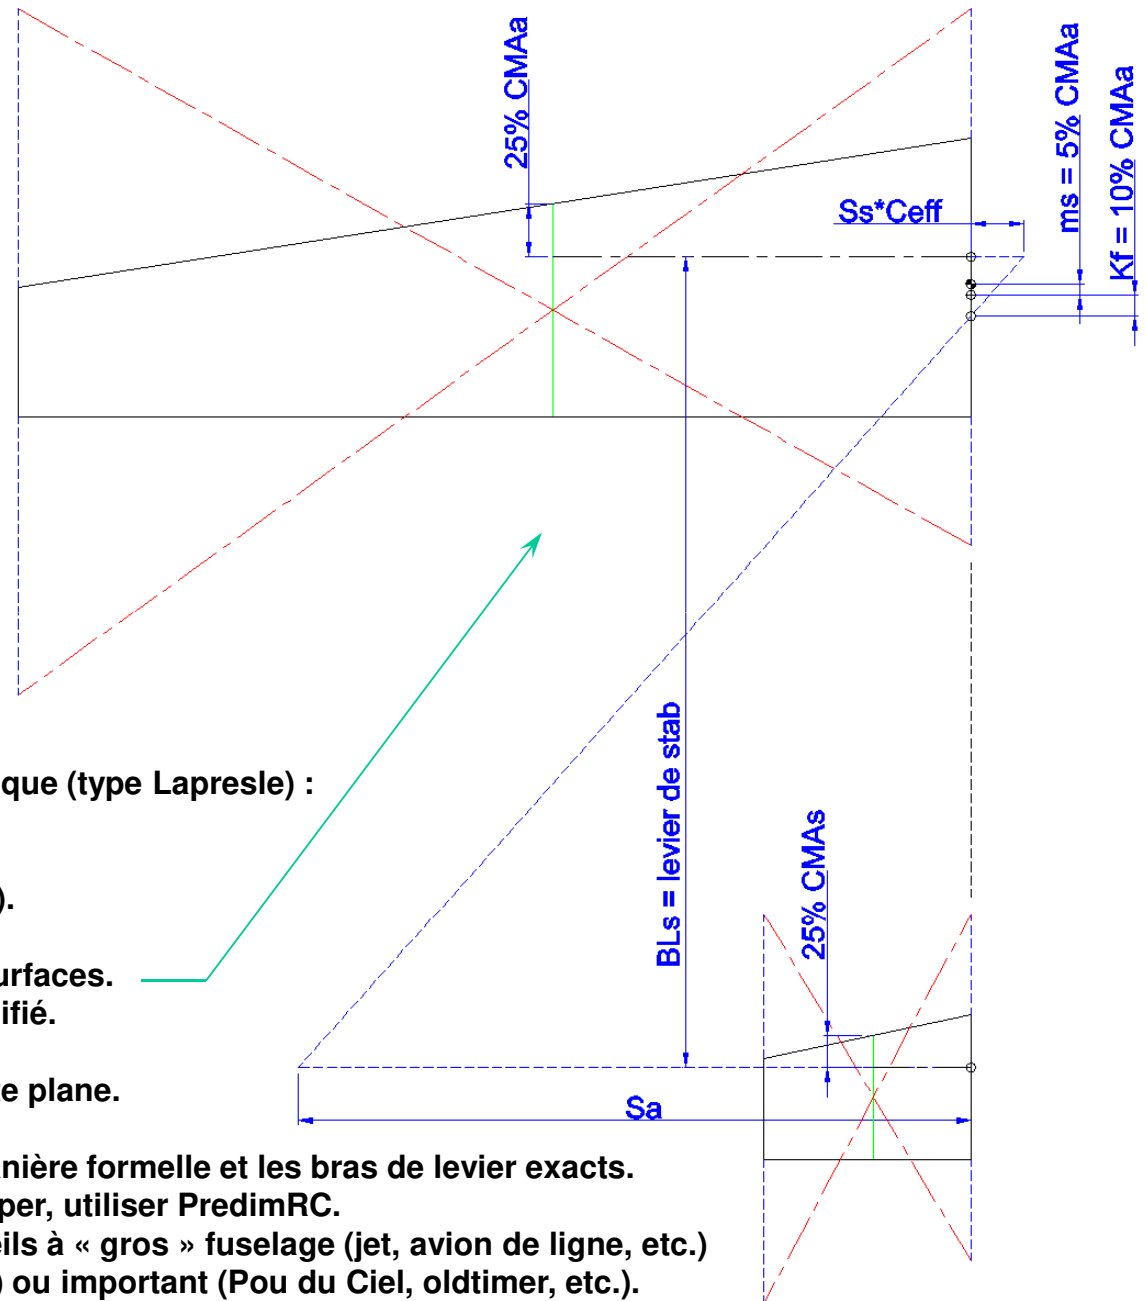 25% CMAa
ms = 5% CMAa
Kf = 10% CMAa
Ss*Ceff
BLs = levier de stab
25% CMAs
Sa
que (type Lapresle) :
).
urfaces.
ifié.
te plane.
anière formelle et les bras de levier exacts.
per, utiliser PredimRC.
eils à « gros » fuselage (jet, avion de ligne, etc.)
) ou important (Pou du Ciel, oldtimer, etc.).